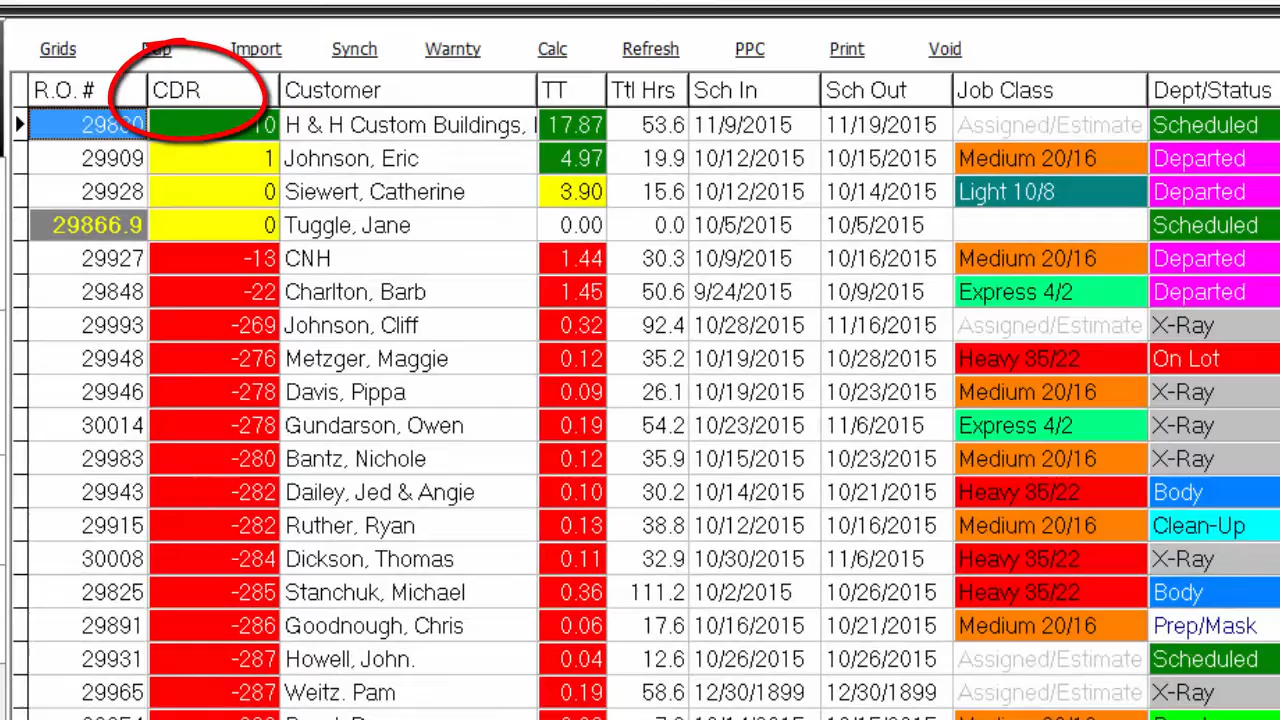 Grids Map Import Synch Warnty Calc Refresh PPC Print Void
R.O. # CDR Customer TT Ttl Hrs Sch In Sch Out Job Class Dept/Status
29860 10 H & H Custom Buildings, 17.87 53.6 11/9/2015 11/19/2015 Assigned/Estimate Scheduled
29909 1 Johnson, Eric 4.97 19.9 10/12/2015 10/15/2015 Medium 20/16 Departed
29928 0 Siewert, Catherine 3.90 15.6 10/12/2015 10/14/2015 Light 10/8 Departed
29866.9 0 Tuggle, Jane 0.00 0.0 10/5/2015 10/5/2015 Scheduled
29927 -13 CNH 1.44 30.3 10/9/2015 10/16/2015 Medium 20/16 Departed
29848 -22 Charlton, Barb 1.45 50.6 9/24/2015 10/9/2015 Express 4/2 Departed
29993 -269 Johnson, Cliff 0.32 92.4 10/28/2015 11/16/2015 Assigned/Estimate X-Ray
29948 -276 Metzger, Maggie 0.12 35.2 10/19/2015 10/28/2015 Heavy 35/22 On Lot
29946 -278 Davis, Pippa 0.09 26.1 10/19/2015 10/23/2015 Medium 20/16 X-Ray
30014 -278 Gundarson, Owen 0.19 54.2 10/23/2015 11/6/2015 Express 4/2 X-Ray
29983 -280 Bantz, Nichole 0.12 35.9 10/15/2015 10/23/2015 Medium 20/16 X-Ray
29943 -282 Dailey, Jed & Angie 0.10 30.2 10/14/2015 10/21/2015 Heavy 35/22 Body
29915 -282 Ruther, Ryan 0.13 38.8 10/12/2015 10/16/2015 Medium 20/16 Clean-Up
30008 -284 Dickson, Thomas 0.11 32.9 10/30/2015 11/6/2015 Heavy 35/22 X-Ray
29825 -285 Stanchuk, Michael 0.36 111.2 10/2/2015 10/26/2015 Heavy 35/22 Body
29891 -286 Goodnough, Chris 0.06 17.6 10/16/2015 10/21/2015 Medium 20/16 Prep/Mask
29931 -287 Howell, John. 0.04 12.6 10/26/2015 10/26/2015 Assigned/Estimate Scheduled
29965 -287 Weitz. Pam 0.19 58.6 12/30/1899 12/30/1899 Assigned/Estimate X-Ray